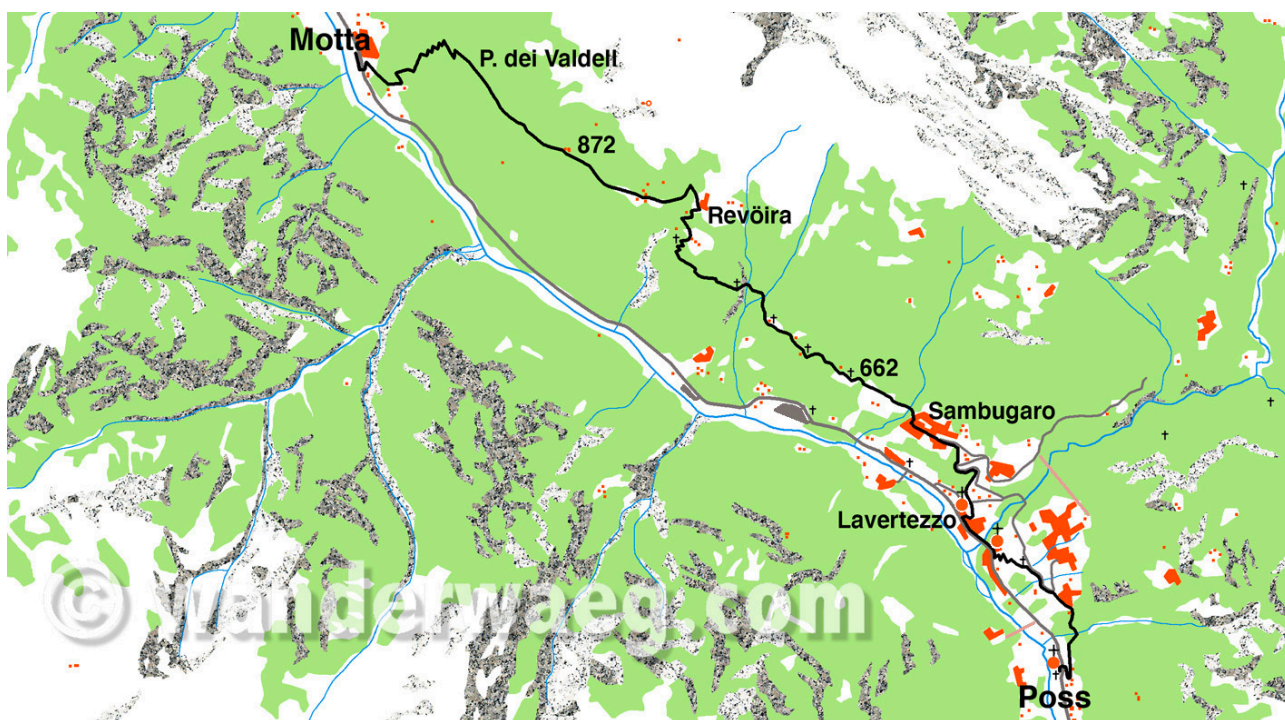 Motta
P. dei Valdell
872
Revöira
662
Sambugaro
Lavertezzo
© wanderwaeg.com
Poss